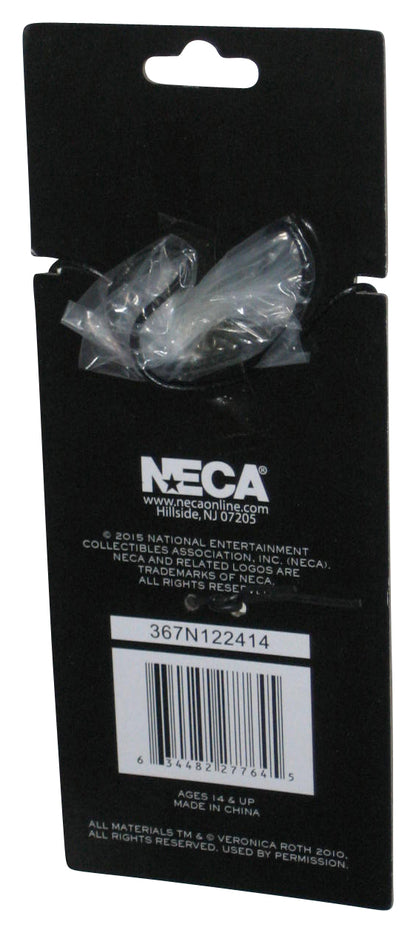 NECA®
www.necaonline.com
Hillside, NJ 07205
© 2015 NATIONAL ENTERTAINMENT
COLLECTIBLES ASSOCIATION, INC. (NECA).
NECA AND RELATED LOGOS ARE
TRADEMARKS OF NECA.
ALL RIGHTS
367N122414
6 34482 27764 5
AGES 14 & UP
MADE IN CHINA
ALL MATERIALS TM & © VERONICA ROTH 2010.
ALL RIGHTS RESERVED. USED BY PERMISSION.